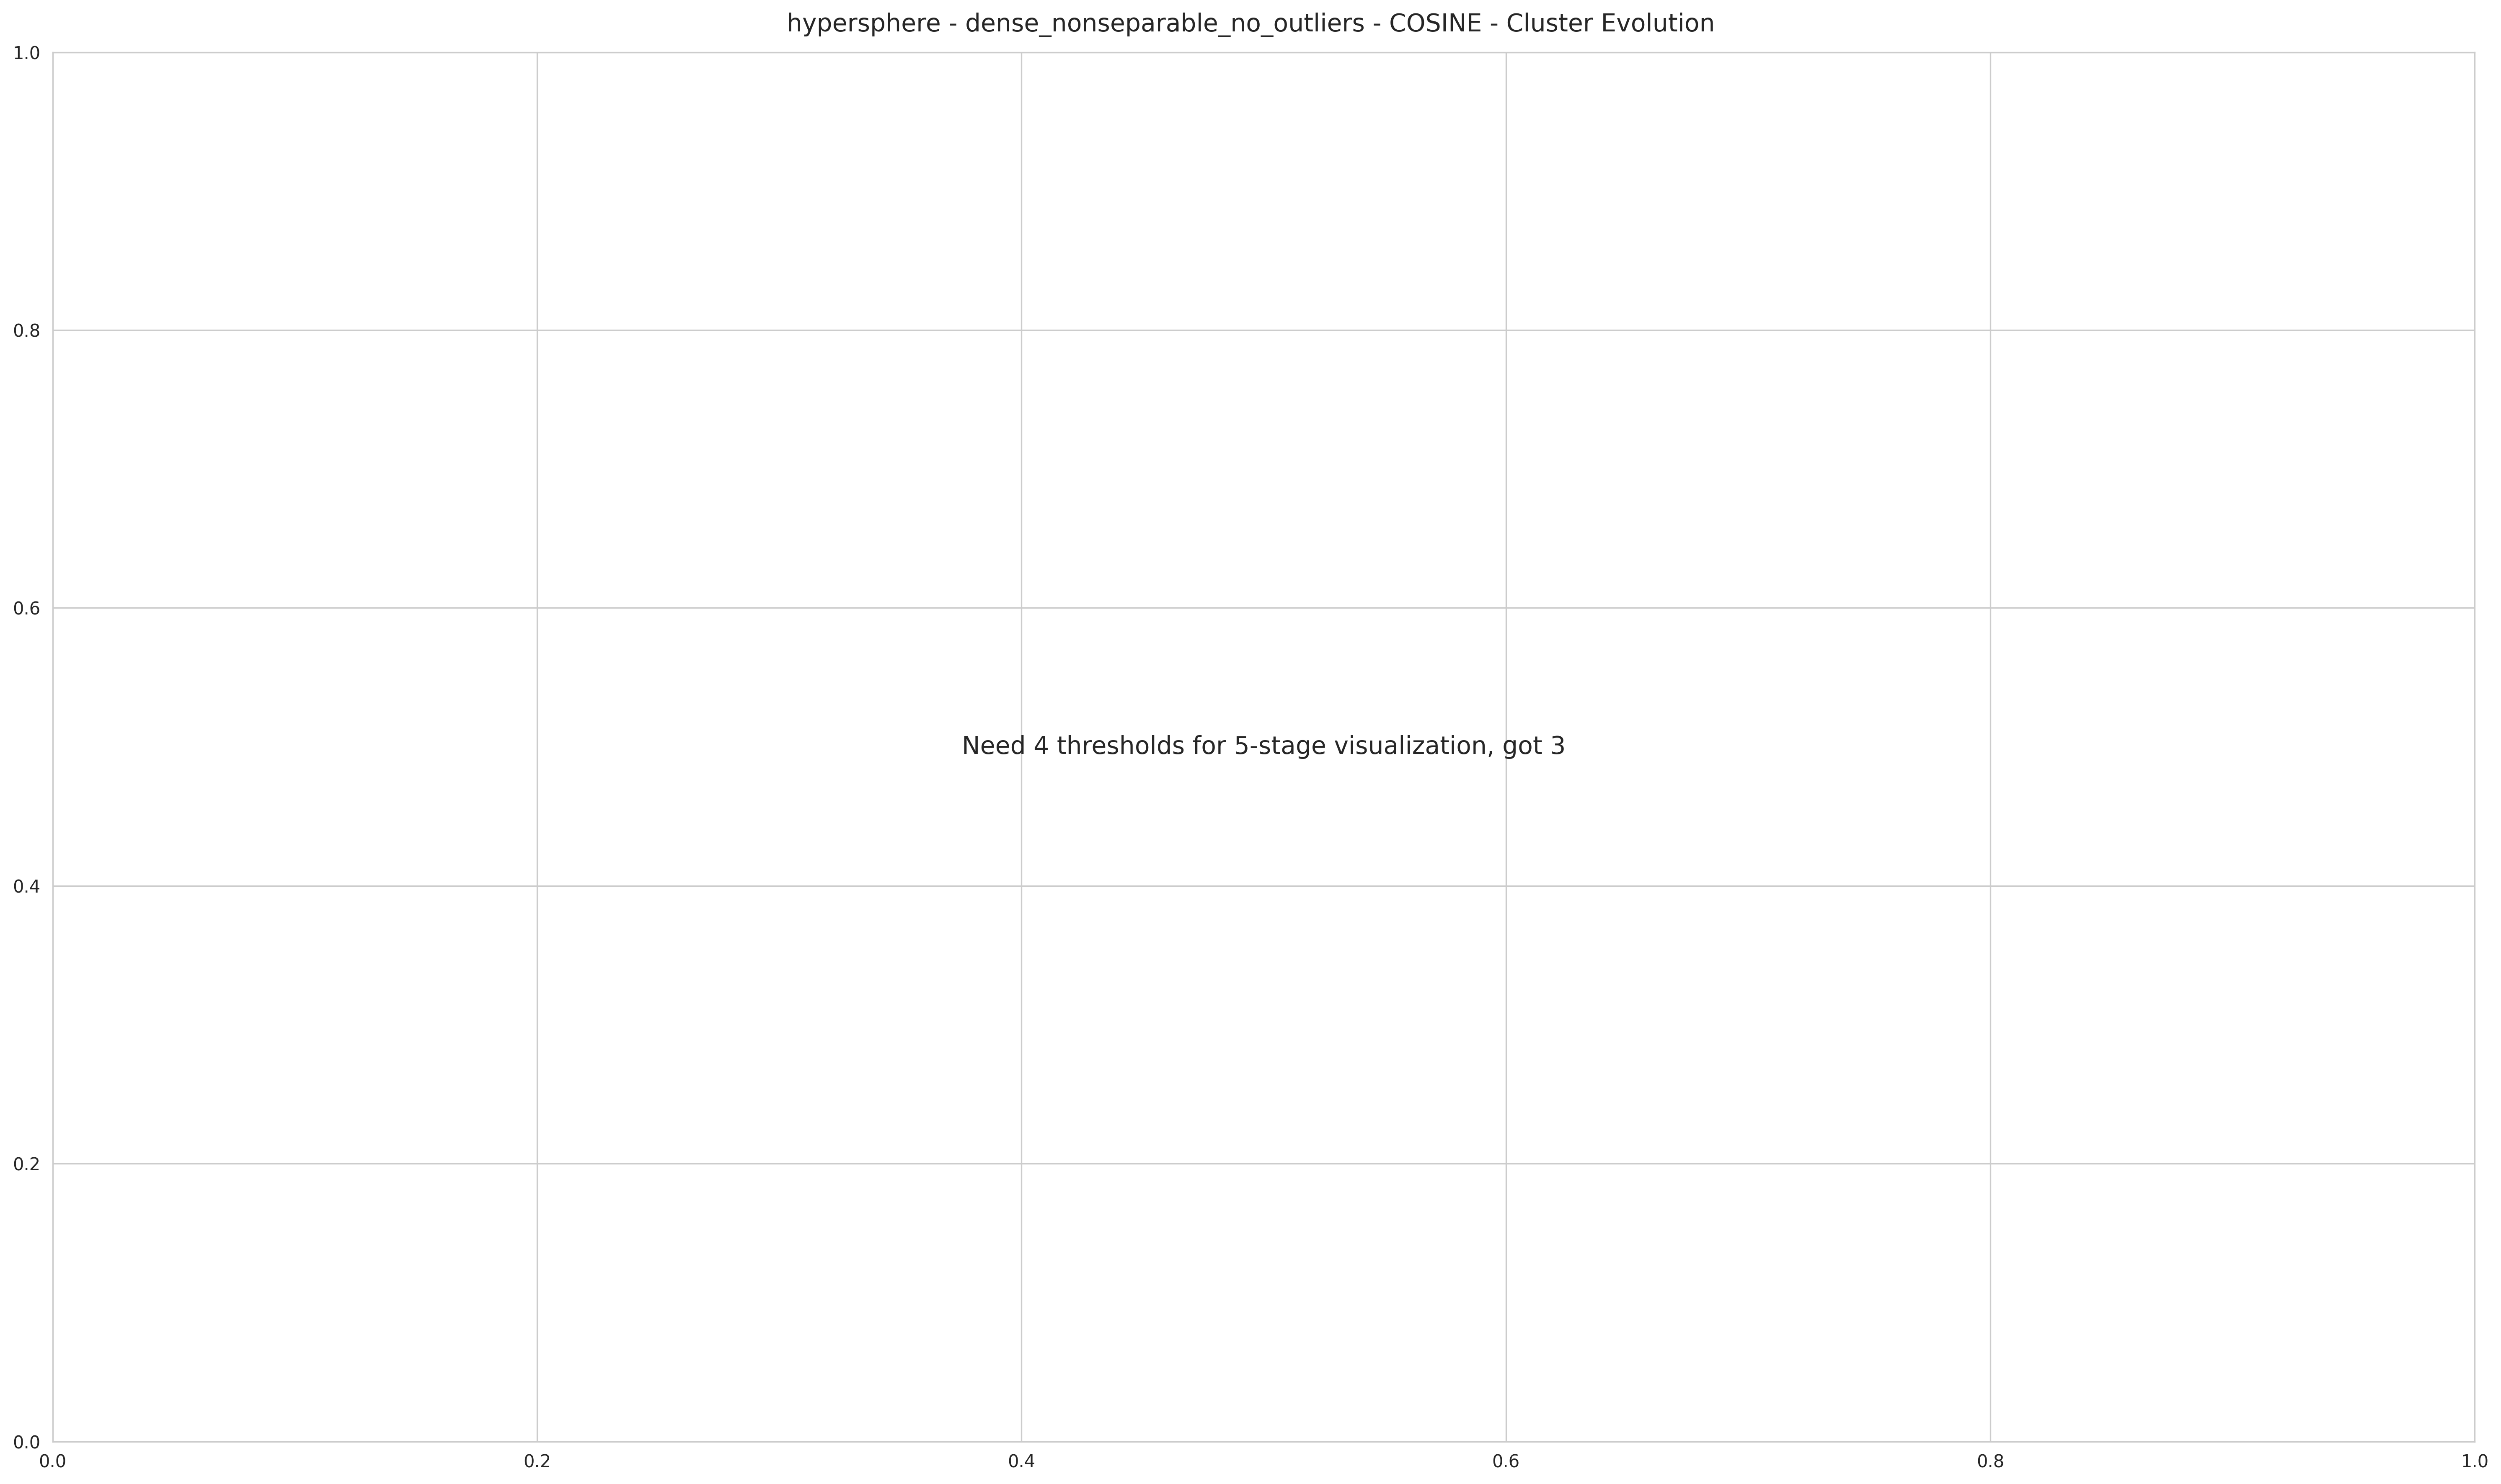 hypersphere - dense_nonseparable_no_outliers - COSINE - Cluster Evolution
1.0
0.8
0.6
Need 4 thresholds for 5-stage visualization, got 3
0.4
0.2
0.0
0.0 0.2 0.4 0.6 0.8 1.0